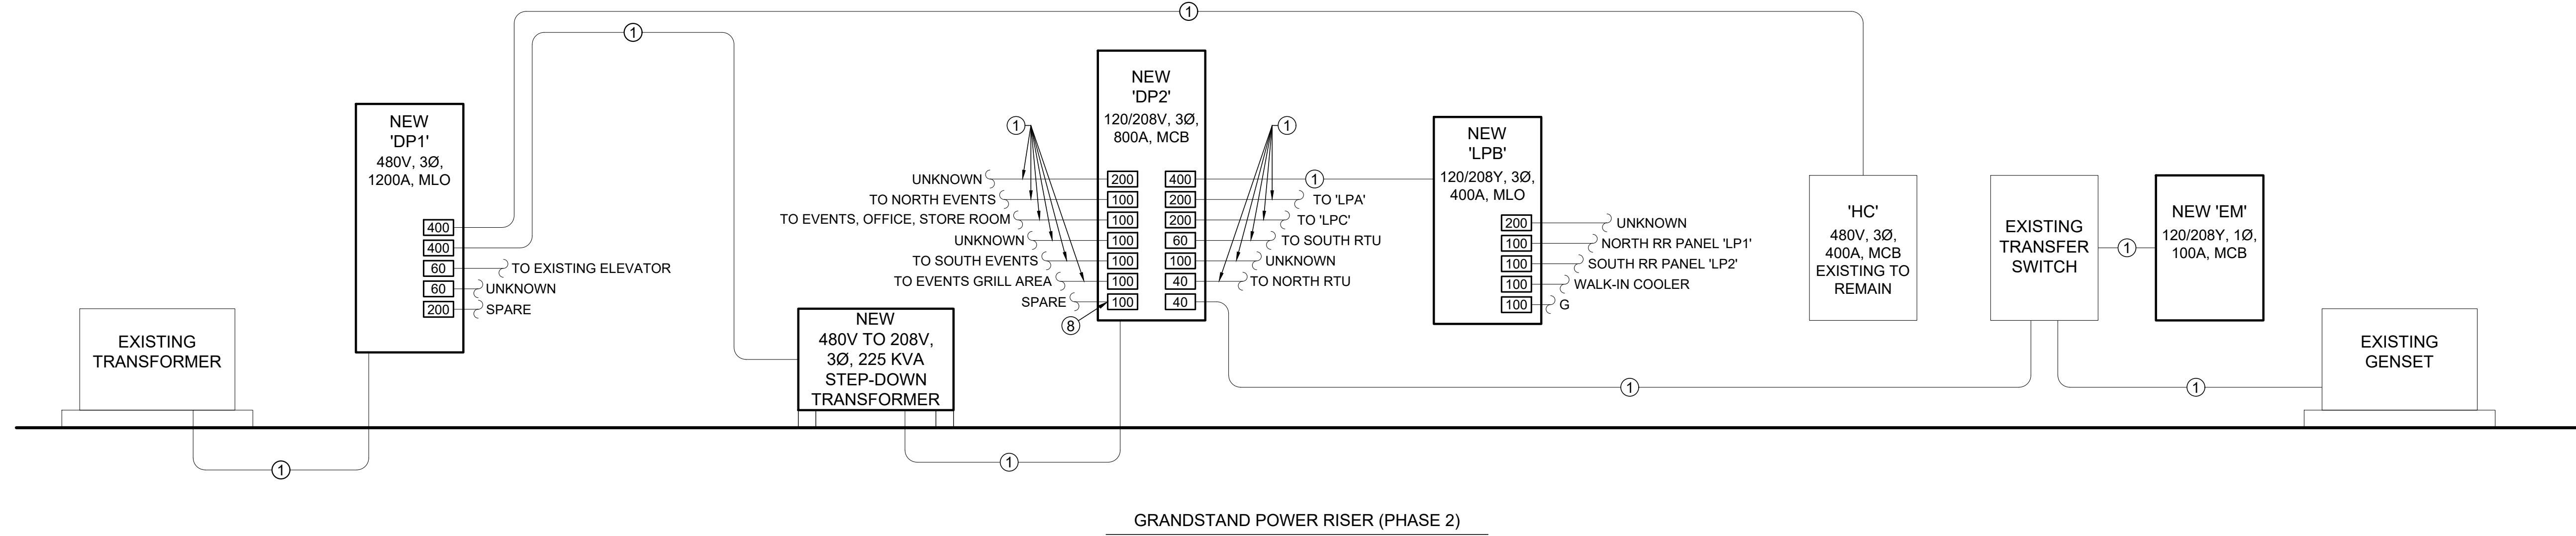 1
1
NEW
'DP1'
480V, 3Ø,
1200A, MLO
400
400
60 TO EXISTING ELEVATOR
60 UNKNOWN
200 SPARE
EXISTING
TRANSFORMER
1
NEW
480V TO 208V,
3Ø, 225 KVA
STEP-DOWN
TRANSFORMER
1
NEW
'DP2'
120/208V, 3Ø,
800A, MCB
1
1
UNKNOWN 200
TO NORTH EVENTS 100
TO EVENTS, OFFICE, STORE ROOM 100
UNKNOWN 100
TO SOUTH EVENTS 100
TO EVENTS GRILL AREA 100
SPARE 100
8
400 1
200 TO 'LPA'
200 TO 'LPC'
60 TO SOUTH RTU
100 UNKNOWN
40 TO NORTH RTU
40
NEW
'LPB'
120/208Y, 3Ø,
400A, MLO
200 UNKNOWN
100 NORTH RR PANEL 'LP1'
100 SOUTH RR PANEL 'LP2'
100 WALK-IN COOLER
100 G
'HC'
480V, 3Ø,
400A, MCB
EXISTING TO
REMAIN
EXISTING
TRANSFER
SWITCH
1
NEW 'EM'
120/208Y, 1Ø,
100A, MCB
EXISTING
GENSET
1
1
GRANDSTAND POWER RISER (PHASE 2)